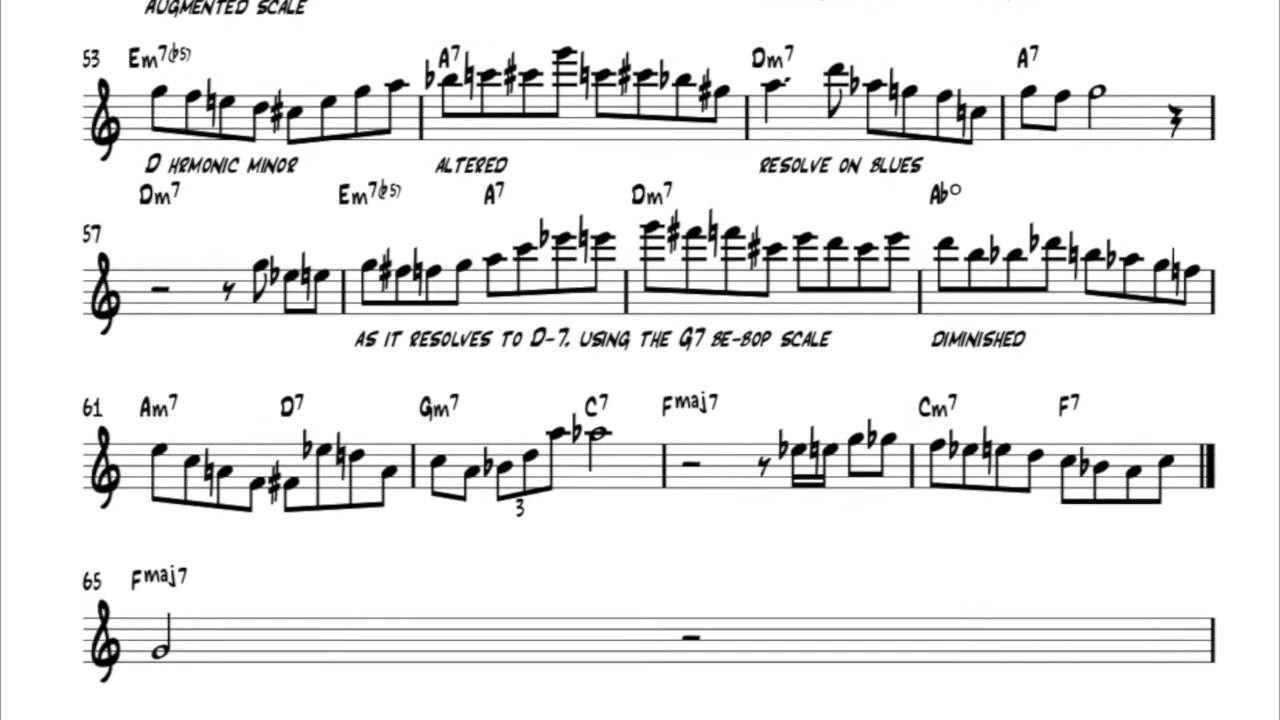 AUGMENTED SCALE
53 Em7(b5) A7 Dm7 A7
D HRMONIC MINOR ALTERED RESOLVE ON BLUES
Dm7 Em7(b5) A7 Dm7 Ab°
57
AS IT RESOLVES TO D-7, USING THE G7 BE-BOP SCALE DIMINISHED
61 Am7 D7 Gm7 C7 Fmaj7 Cm7 F7
3
65 Fmaj7